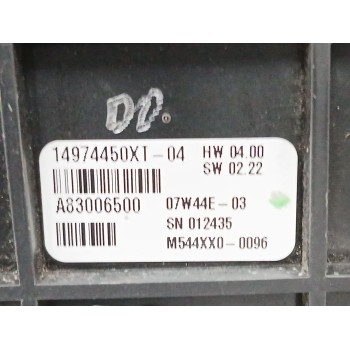 DD.
14974450XT-04 HW 04.00
SW 02.22
A83006500 07W44E-03
SN 012435
M544XX0-0096